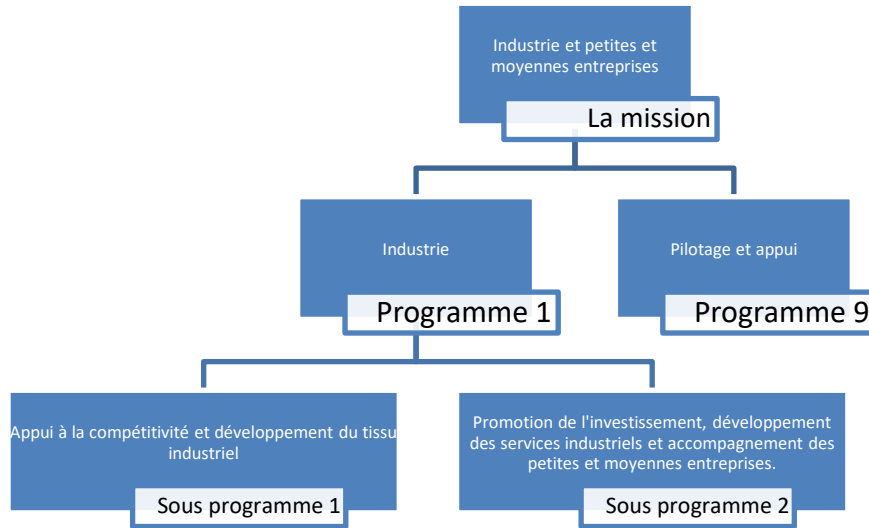 Industrie et petites et
moyennes entreprises
La mission
Industrie
Programme 1
Pilotage et appui
Programme 9
Appui à la compétitivité et développement du tissu
industriel
Sous programme 1
Promotion de l'investissement, développement
des services industriels et accompagnement des
petites et moyennes entreprises.
Sous programme 2